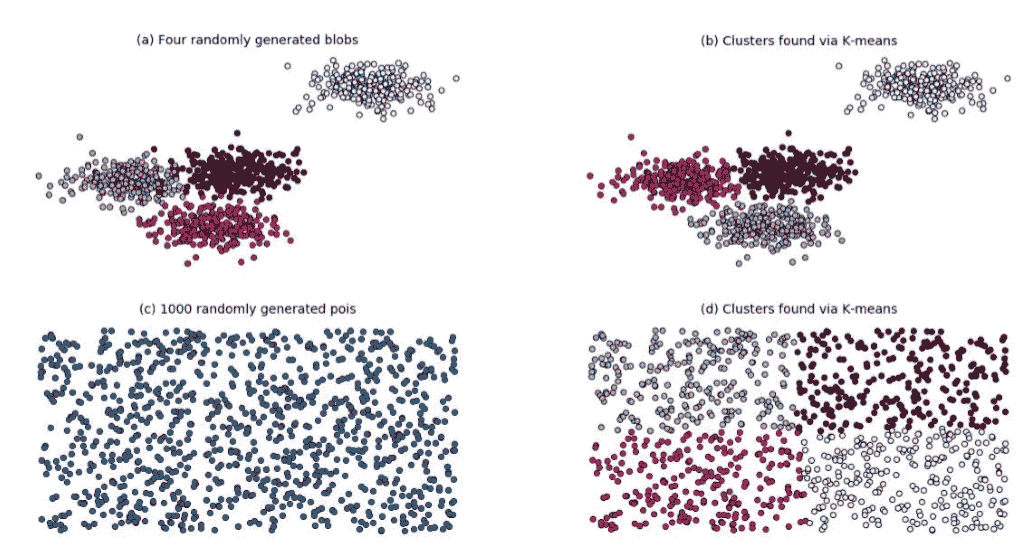 (a) Four randomly generated blobs
(b) Clusters found via K-means
(c) 1000 randomly generated pois
(d) Clusters found via K-means